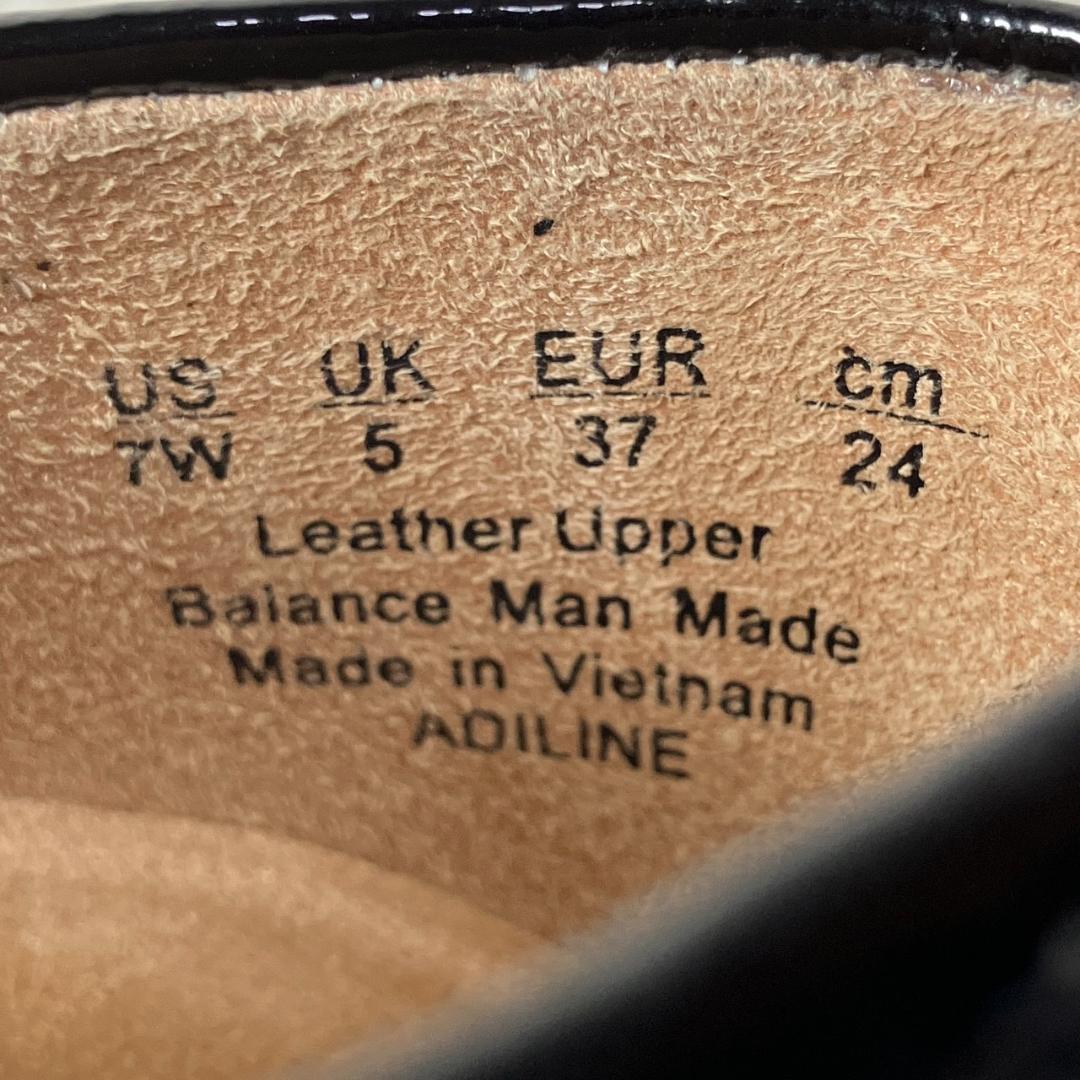 US UK EUR cm
7W 5 37 24
Leather Upper
Balance Man Made
Made in Vietnam
ADILINE